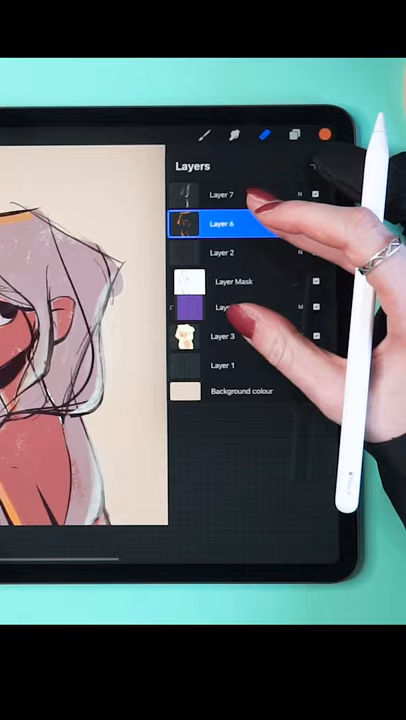 Layers
Layer 7
N
Layer 6
Layer 2
N
Layer Mask
M
Layer 3
Layer 1
Background colour